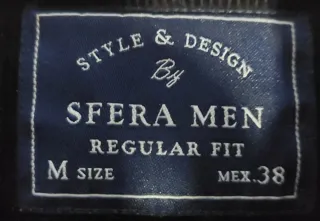 STYLE & DESIGN
By
SFERA MEN
REGULAR FIT
M SIZE MEX.38